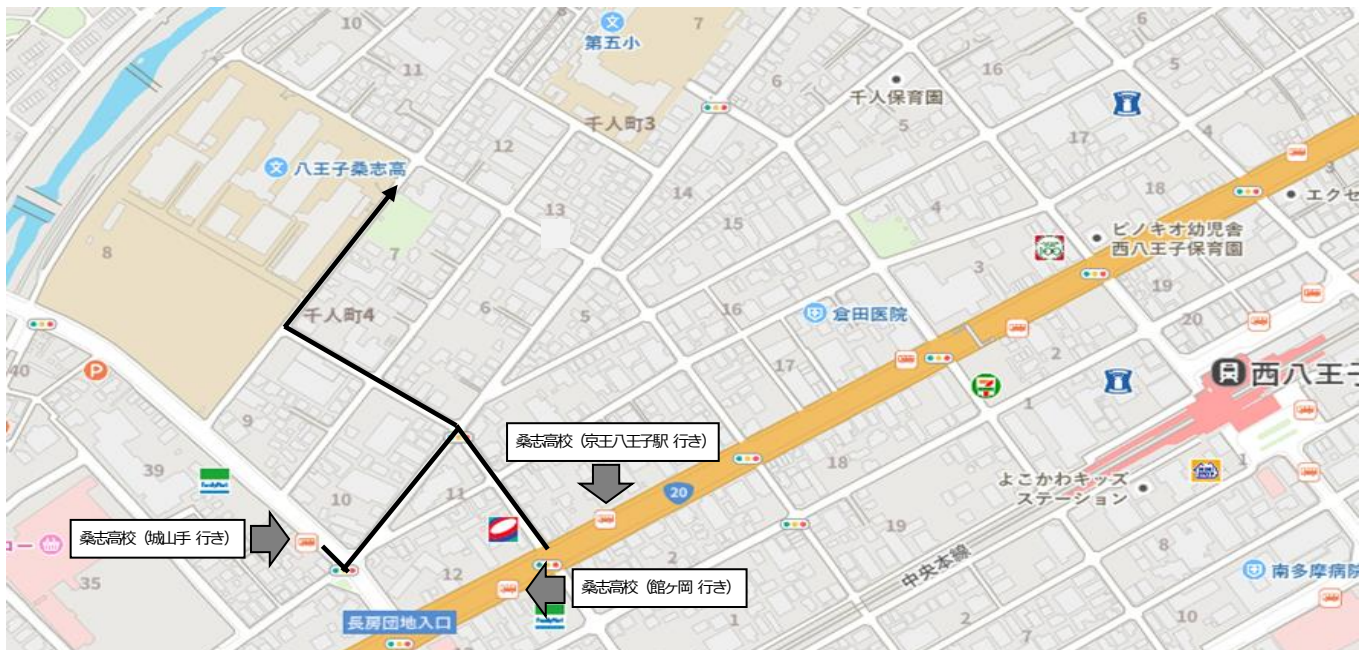 10
7
第五小
11
6
16
5
千人保育園
5
17
4
千人町3
12
八王子桑志高
14
18
3
エクセ
13
15
4
ピノキオ幼児舎
西八王子保育園
7
8
3
19
6
5
16
20
千人町4
倉田医院
2
40
P
17
西八王子
1
9
桑志高校（京王八王子駅 行き）
39
18
よこかわキッズ
ステーション
1
FamilyMart
10
11
20
19
桑志高校（城山手 行き）
ロー
中央本線
8
南多摩病院
35
12
2
桑志高校（館ヶ岡 行き）
長房団地入口
FamilyMart
1
2
7
10